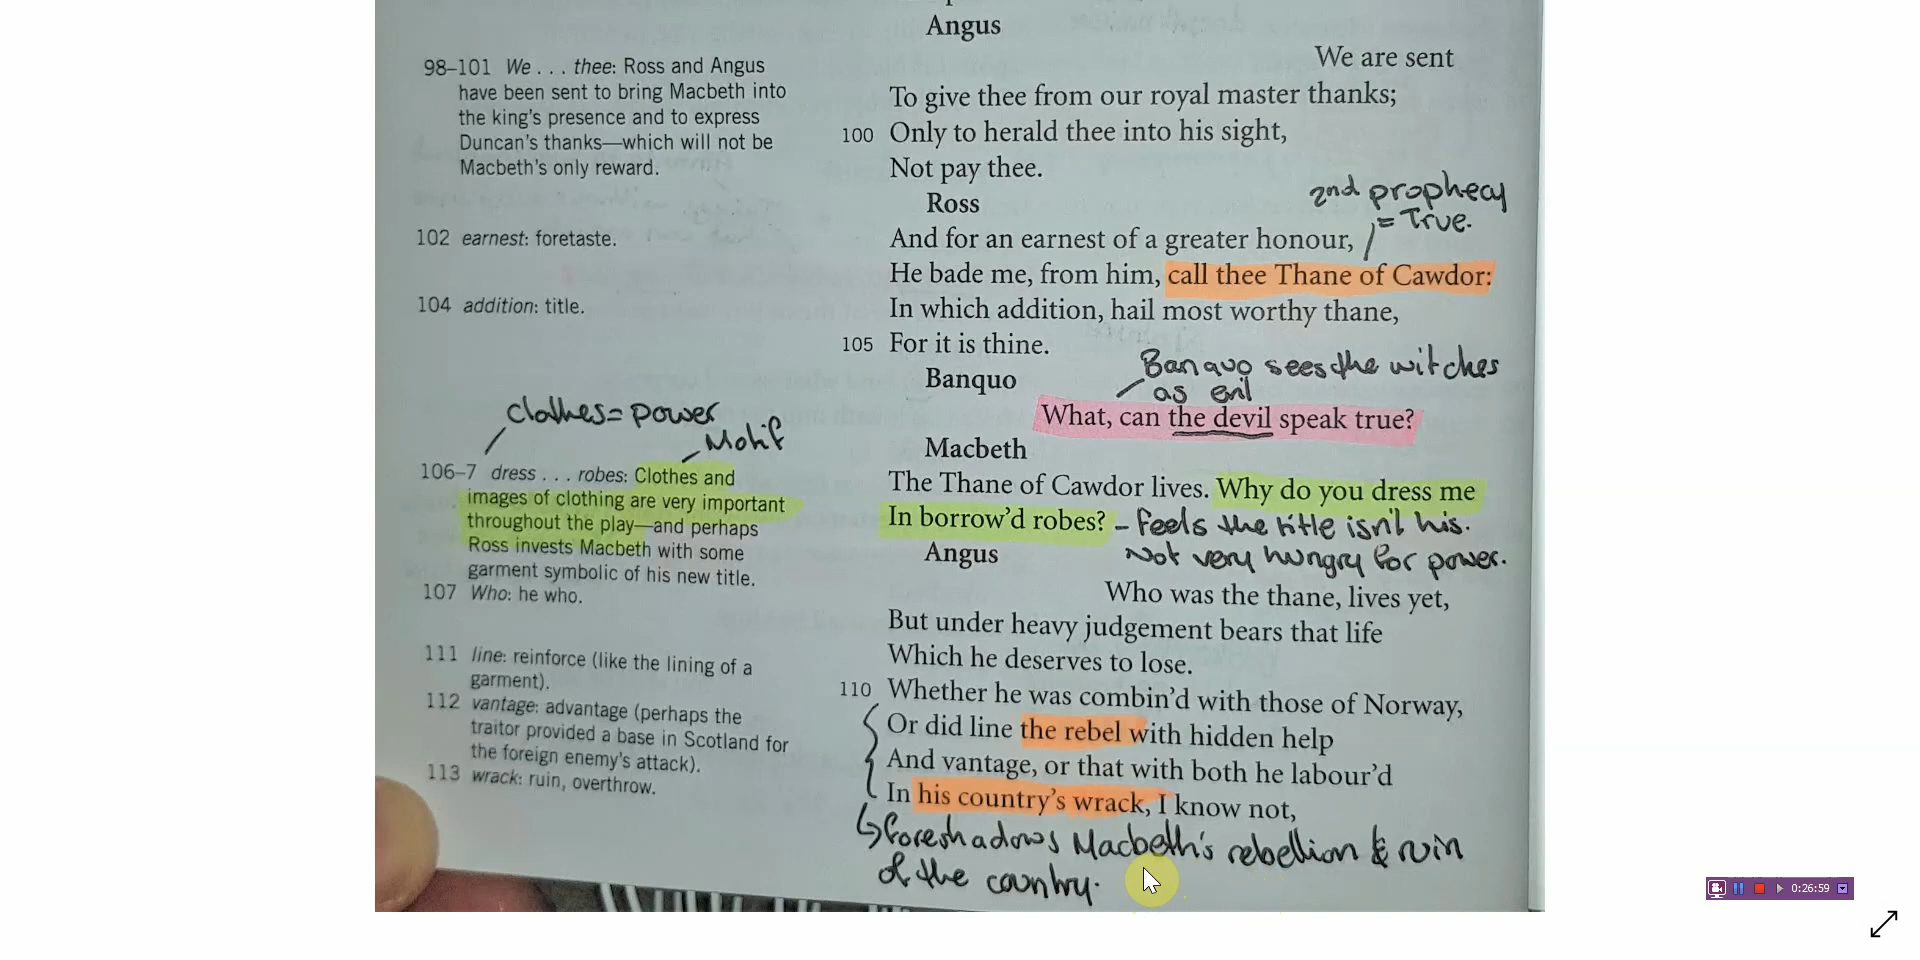 Angus
We are sent
98–101 We . . . thee: Ross and Angus
have been sent to bring Macbeth into
the king's presence and to express
Duncan's thanks—which will not be
Macbeth's only reward.
To give thee from our royal master thanks;
100 Only to herald thee into his sight,
Not pay thee.
Ross
2nd prophecy
= True.
102 earnest: foretaste.
And for an earnest of a greater honour,
He bade me, from him, call thee Thane of Cawdor:
104 addition: title.
In which addition, hail most worthy thane,
105 For it is thine.
Banquo
Banquo sees the witches
as evil
What, can the devil speak true?
clothes = power
Motif
Macbeth
106–7 dress . . . robes: Clothes and
images of clothing are very important
throughout the play—and perhaps
Ross invests Macbeth with some
garment symbolic of his new title.
107 Who: he who.
The Thane of Cawdor lives. Why do you dress me
In borrow'd robes? – feels the title isn't his.
Not very hungry for power.
Angus
Who was the thane, lives yet,
But under heavy judgement bears that life
Which he deserves to lose.
111 line: reinforce (like the lining of a
garment).
112 vantage: advantage (perhaps the
traitor provided a base in Scotland for
the foreign enemy's attack).
113 wrack: ruin, overthrow.
110 Whether he was combin'd with those of Norway,
Or did line the rebel with hidden help
And vantage, or that with both he labour'd
In his country's wrack, I know not,
foreshadows Macbeth's rebellion & ruin
of the country.
0:26:59